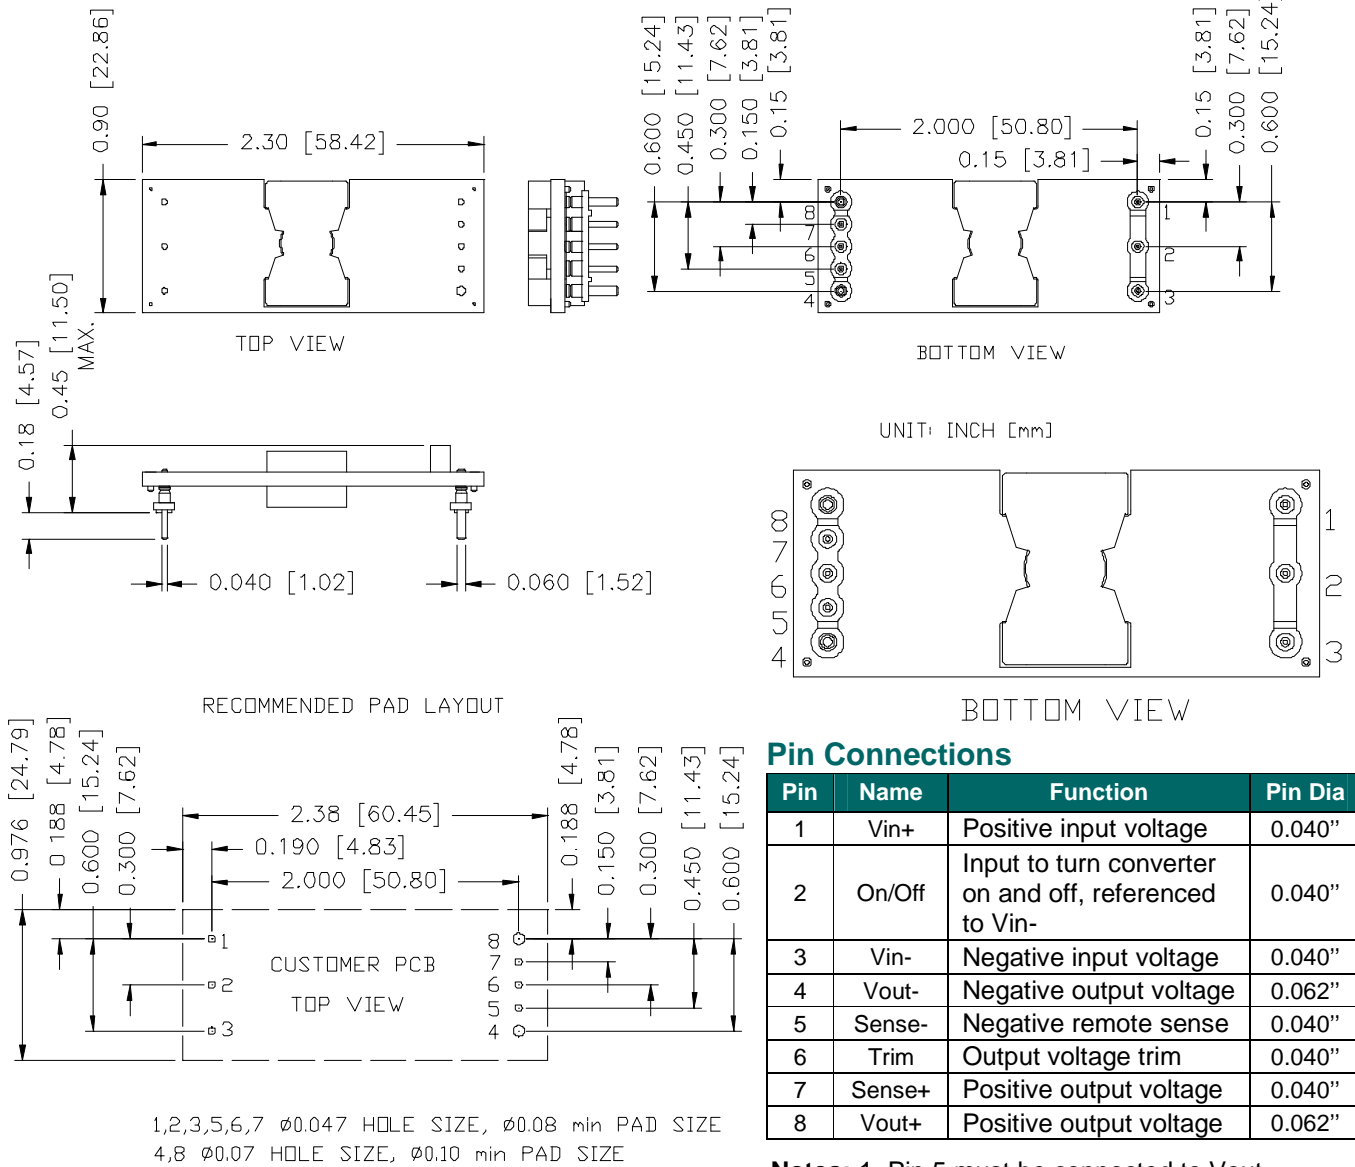 0.90 [22.86]
2.30 [58.42]
TOP VIEW
0.600 [15.24]
0.450 [11.43]
0.300 [7.62]
0.150 [3.81]
0.15 [3.81]
2.000 [50.80]
0.15 [3.81]
0.15 [3.81]
0.300 [7.62]
0.600 [15.24]
8
7
6
5
4
1
2
3
BOTTOM VIEW
0.18 [4.57]
0.45 [11.50]
MAX.
0.040 [1.02]
0.060 [1.52]
UNIT: INCH [mm]
8
7
6
5
4
1
2
3
BOTTOM VIEW
RECOMMENDED PAD LAYOUT
0.976 [24.79]
0.188 [4.78]
0.600 [15.24]
0.300 [7.62]
2.38 [60.45]
0.190 [4.83]
2.000 [50.80]
0.188 [4.78]
0.150 [3.81]
0.300 [7.62]
0.450 [11.43]
0.600 [15.24]
1
2
3
CUSTOMER PCB
TOP VIEW
8
7
6
5
4
1,2,3,5,6,7 ø0.047 HOLE SIZE, ø0.08 min PAD SIZE
4,8 ø0.07 HOLE SIZE, ø0.10 min PAD SIZE
Pin Connections
Pin Name Function Pin Dia
1 Vin+ Positive input voltage 0.040’’
2 On/Off Input to turn converter
on and off, referenced
to Vin- 0.040’’
3 Vin- Negative input voltage 0.040’’
4 Vout- Negative output voltage 0.062’’
5 Sense- Negative remote sense 0.040’’
6 Trim Output voltage trim 0.040’’
7 Sense+ Positive output voltage 0.040’’
8 Vout+ Positive output voltage 0.062’’
Notes: 1. Pin 5 must be connected to Vout-